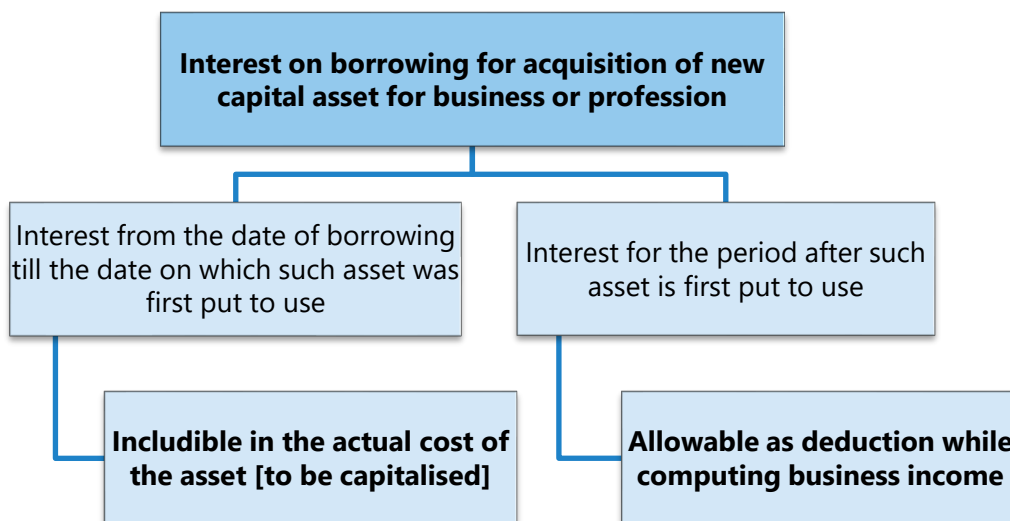 Interest on borrowing for acquisition of new
capital asset for business or profession
Interest from the date of borrowing
till the date on which such asset was
first put to use
Interest for the period after such
asset is first put to use
Includible in the actual cost of
the asset [to be capitalised]
Allowable as deduction while
computing business income